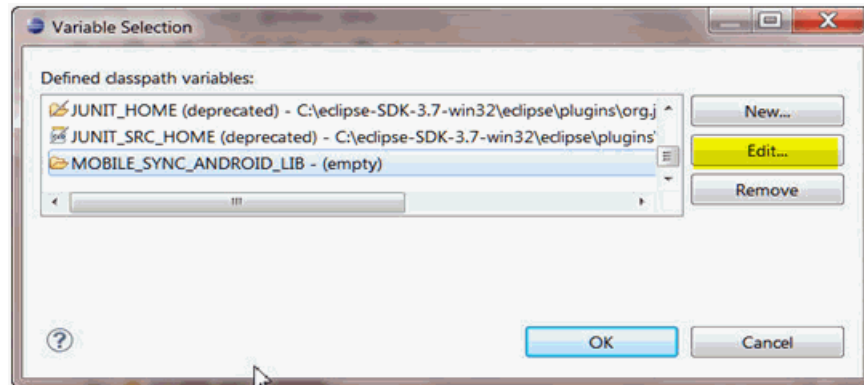 Variable Selection
Defined classpath variables:
JUNIT_HOME (deprecated) - C:\eclipse-SDK-3.7-win32\eclipse\plugins\org.j
JUNIT_SRC_HOME (deprecated) - C:\eclipse-SDK-3.7-win32\eclipse\plugins'
MOBILE_SYNC_ANDROID_LIB - (empty)
New...
Edit...
Remove
OK
Cancel